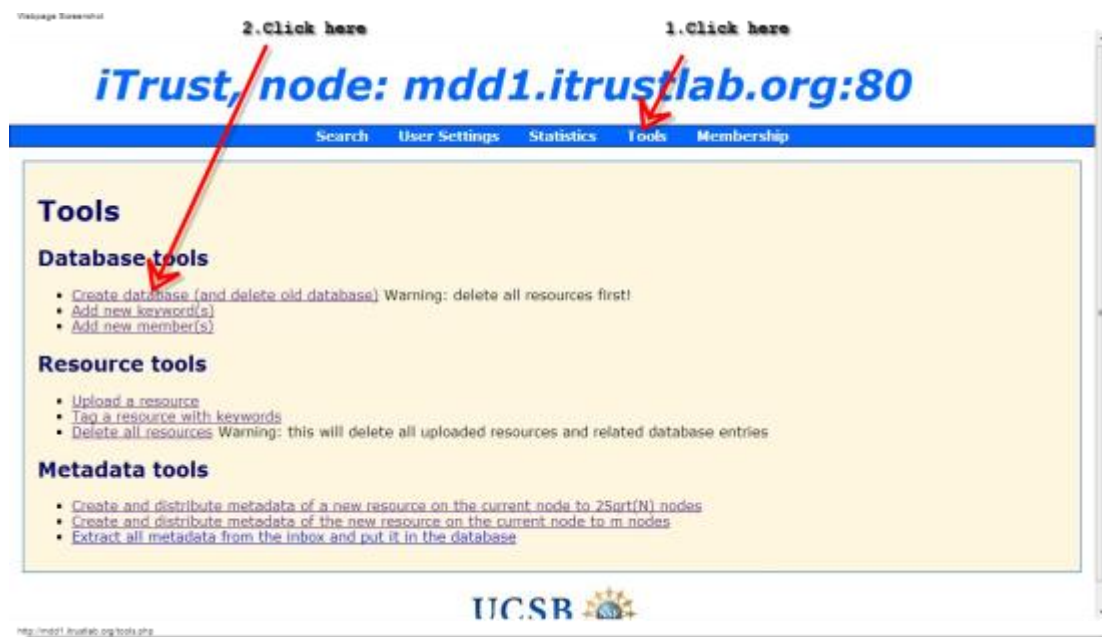 Webpage Screenshot
2.Click here
1.Click here
iTrust, node: mdd1.itrustlab.org:80
Search User Settings Statistics Tools Membership
Tools
Database tools
Create database (and delete old database) Warning: delete all resources first!
Add new keyword(s)
Add new member(s)
Resource tools
Upload a resource
Tag a resource with keywords
Delete all resources Warning: this will delete all uploaded resources and related database entries
Metadata tools
Create and distribute metadata of a new resource on the current node to 2Sqrt(N) nodes
Create and distribute metadata of the new resource on the current node to m nodes
Extract all metadata from the inbox and put it in the database
UCSB
http://mdd1.itrustlab.org/tools.php